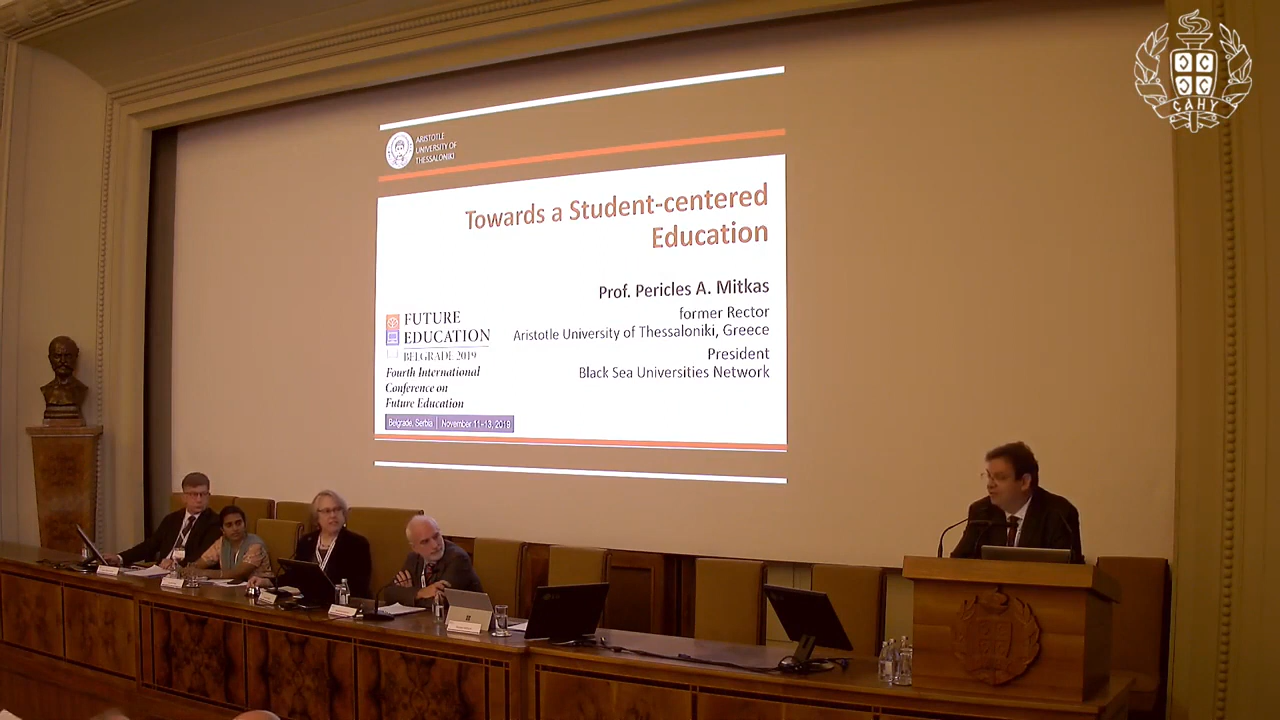 ARISTOTLE
UNIVERSITY OF
THESSALONIKI
Towards a Student-centered
Education
Prof. Pericles A. Mitkas
former Rector
Aristotle University of Thessaloniki, Greece
President
Black Sea Universities Network
FUTURE
EDUCATION
BELGRADE 2019
Fourth International
Conference on
Future Education
Belgrade, Serbia | November 11-13, 2019
САНУ